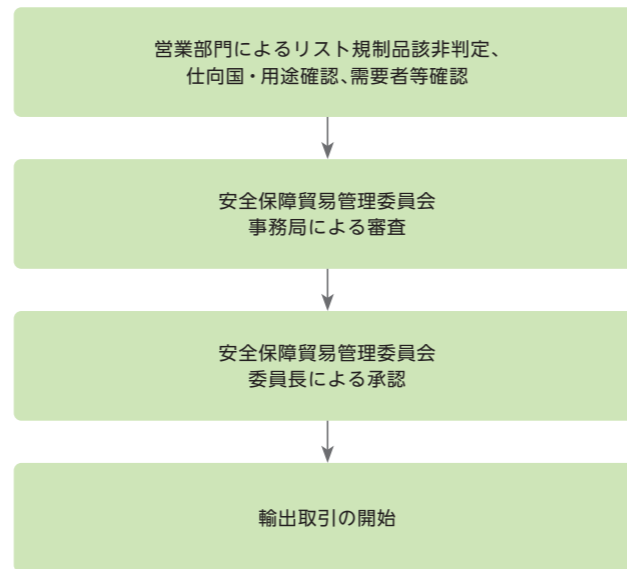 営業部門によるリスト規制品該非判定、
仕向国・用途確認、需要者等確認
安全保障貿易管理委員会
事務局による審査
安全保障貿易管理委員会
委員長による承認
輸出取引の開始